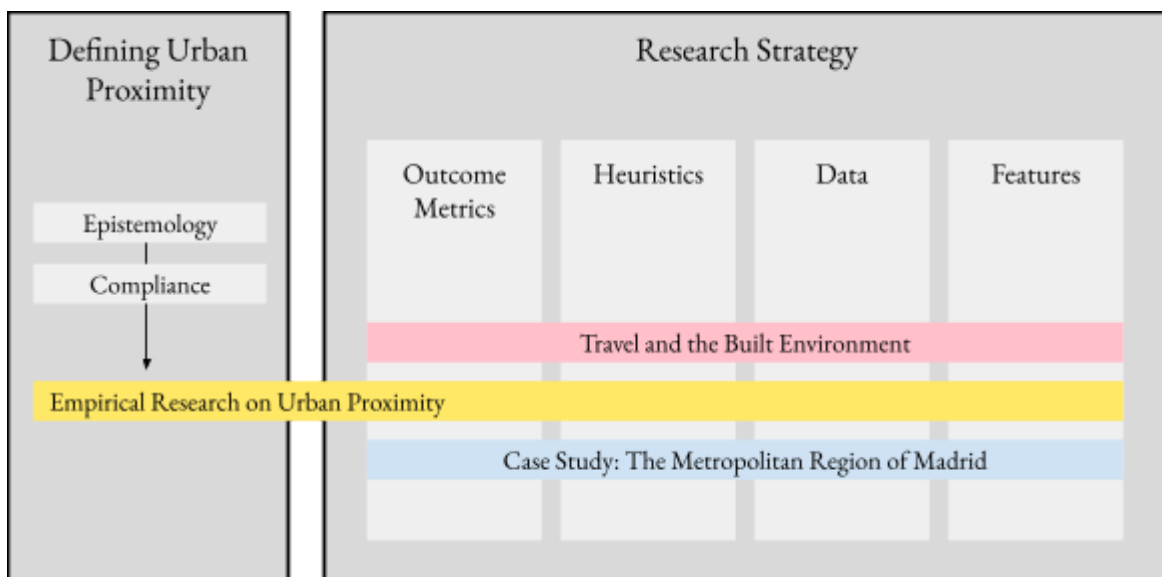 Defining Urban
Proximity
Epistemology
Compliance
Research Strategy
Outcome
Metrics
Heuristics
Data
Features
Travel and the Built Environment
Empirical Research on Urban Proximity
Case Study: The Metropolitan Region of Madrid